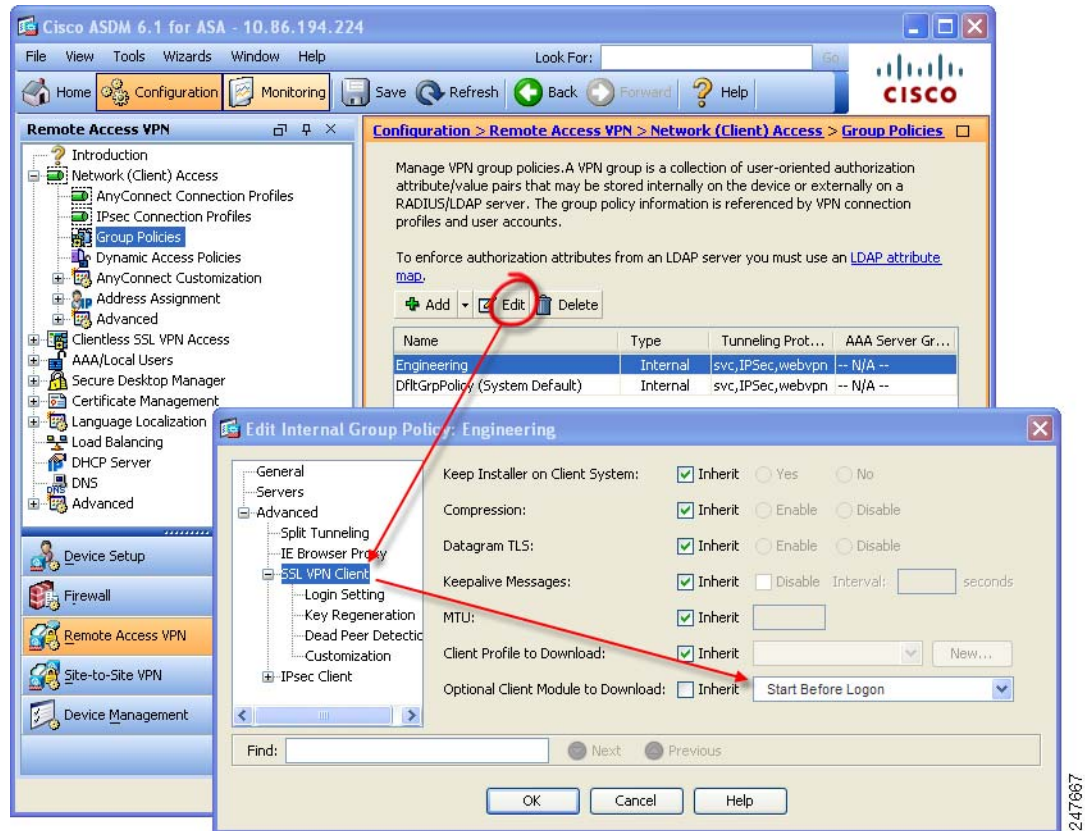 Cisco ASDM 6.1 for ASA - 10.86.194.224
File View Tools Wizards Window Help
Look For:
Go
Home
Configuration
Monitoring
Save
Refresh
Back
Forward
Help
CISCO
Remote Access VPN
Introduction
Network (Client) Access
AnyConnect Connection Profiles
IPsec Connection Profiles
Group Policies
Dynamic Access Policies
AnyConnect Customization
Address Assignment
Advanced
Clientless SSL VPN Access
AAA/Local Users
Secure Desktop Manager
Certificate Management
Language Localization
Load Balancing
DHCP Server
DNS
Advanced
Device Setup
Firewall
Remote Access VPN
Site-to-Site VPN
Device Management
Configuration > Remote Access VPN > Network (Client) Access > Group Policies
Manage VPN group policies.A VPN group is a collection of user-oriented authorization
attribute/value pairs that may be stored internally on the device or externally on a
RADIUS/LDAP server. The group policy information is referenced by VPN connection
profiles and user accounts.
To enforce authorization attributes from an LDAP server you must use an LDAP attribute
map.
Add Edit Delete
Name Type Tunneling Prot... AAA Server Gr...
Engineering Internal svc,IPSec,webvpn -- N/A --
DfltGrpPolicy (System Default) Internal svc,IPSec,webvpn -- N/A --
Edit Internal Group Policy: Engineering
General
Servers
Advanced
Split Tunneling
IE Browser Proxy
SSL VPN Client
Login Setting
Key Regeneration
Dead Peer Detectic
Customization
IPsec Client
Keep Installer on Client System: Inherit Yes No
Compression: Inherit Enable Disable
Datagram TLS: Inherit Enable Disable
Keepalive Messages: Inherit Disable Interval: seconds
MTU: Inherit
Client Profile to Download: Inherit New...
Optional Client Module to Download: Inherit Start Before Logon
Find: Next Previous
OK Cancel Help
247667